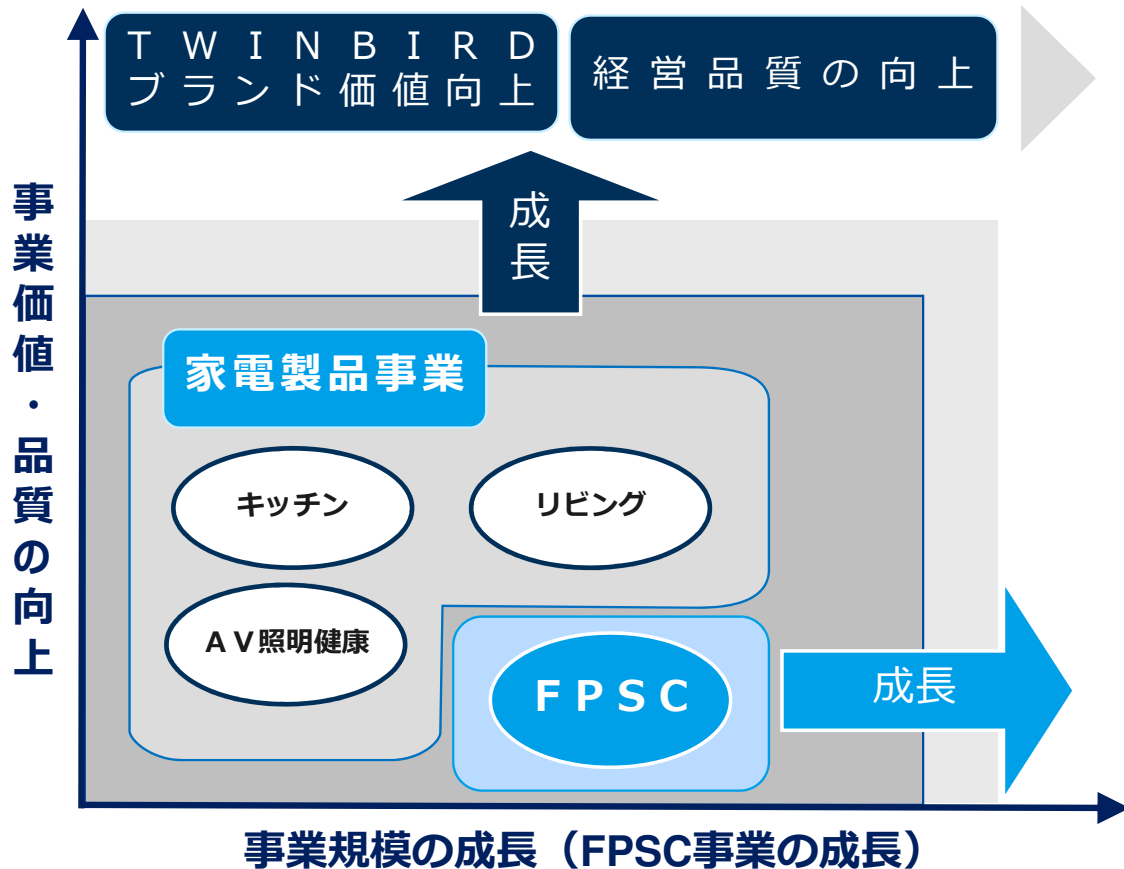 TWINBIRD
ブランド価値向上
経営品質の向上
成長
事業価値・品質の向上
家電製品事業
キッチン
リビング
AV照明健康
FPSC
成長
事業規模の成長（FPSC事業の成長）